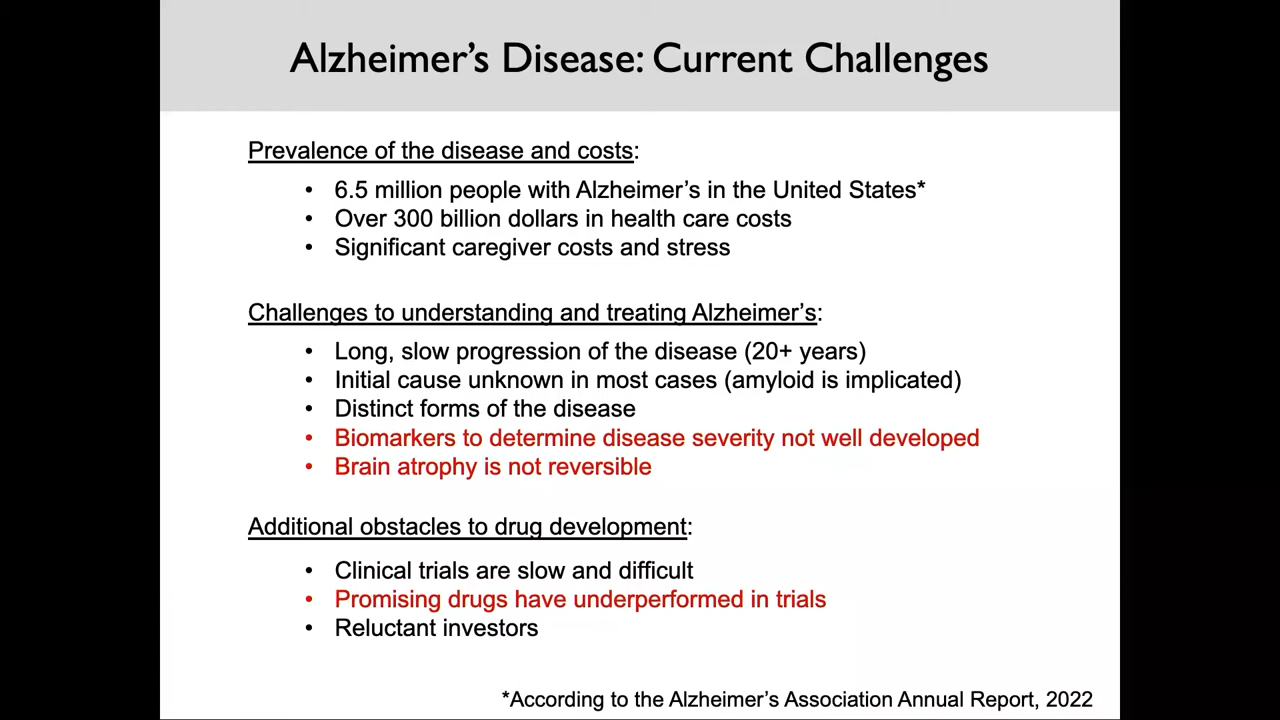 Alzheimer’s Disease: Current Challenges
Prevalence of the disease and costs:
• 6.5 million people with Alzheimer’s in the United States*
• Over 300 billion dollars in health care costs
• Significant caregiver costs and stress
Challenges to understanding and treating Alzheimer’s:
• Long, slow progression of the disease (20+ years)
• Initial cause unknown in most cases (amyloid is implicated)
• Distinct forms of the disease
• Biomarkers to determine disease severity not well developed
• Brain atrophy is not reversible
Additional obstacles to drug development:
• Clinical trials are slow and difficult
• Promising drugs have underperformed in trials
• Reluctant investors
*According to the Alzheimer’s Association Annual Report, 2022